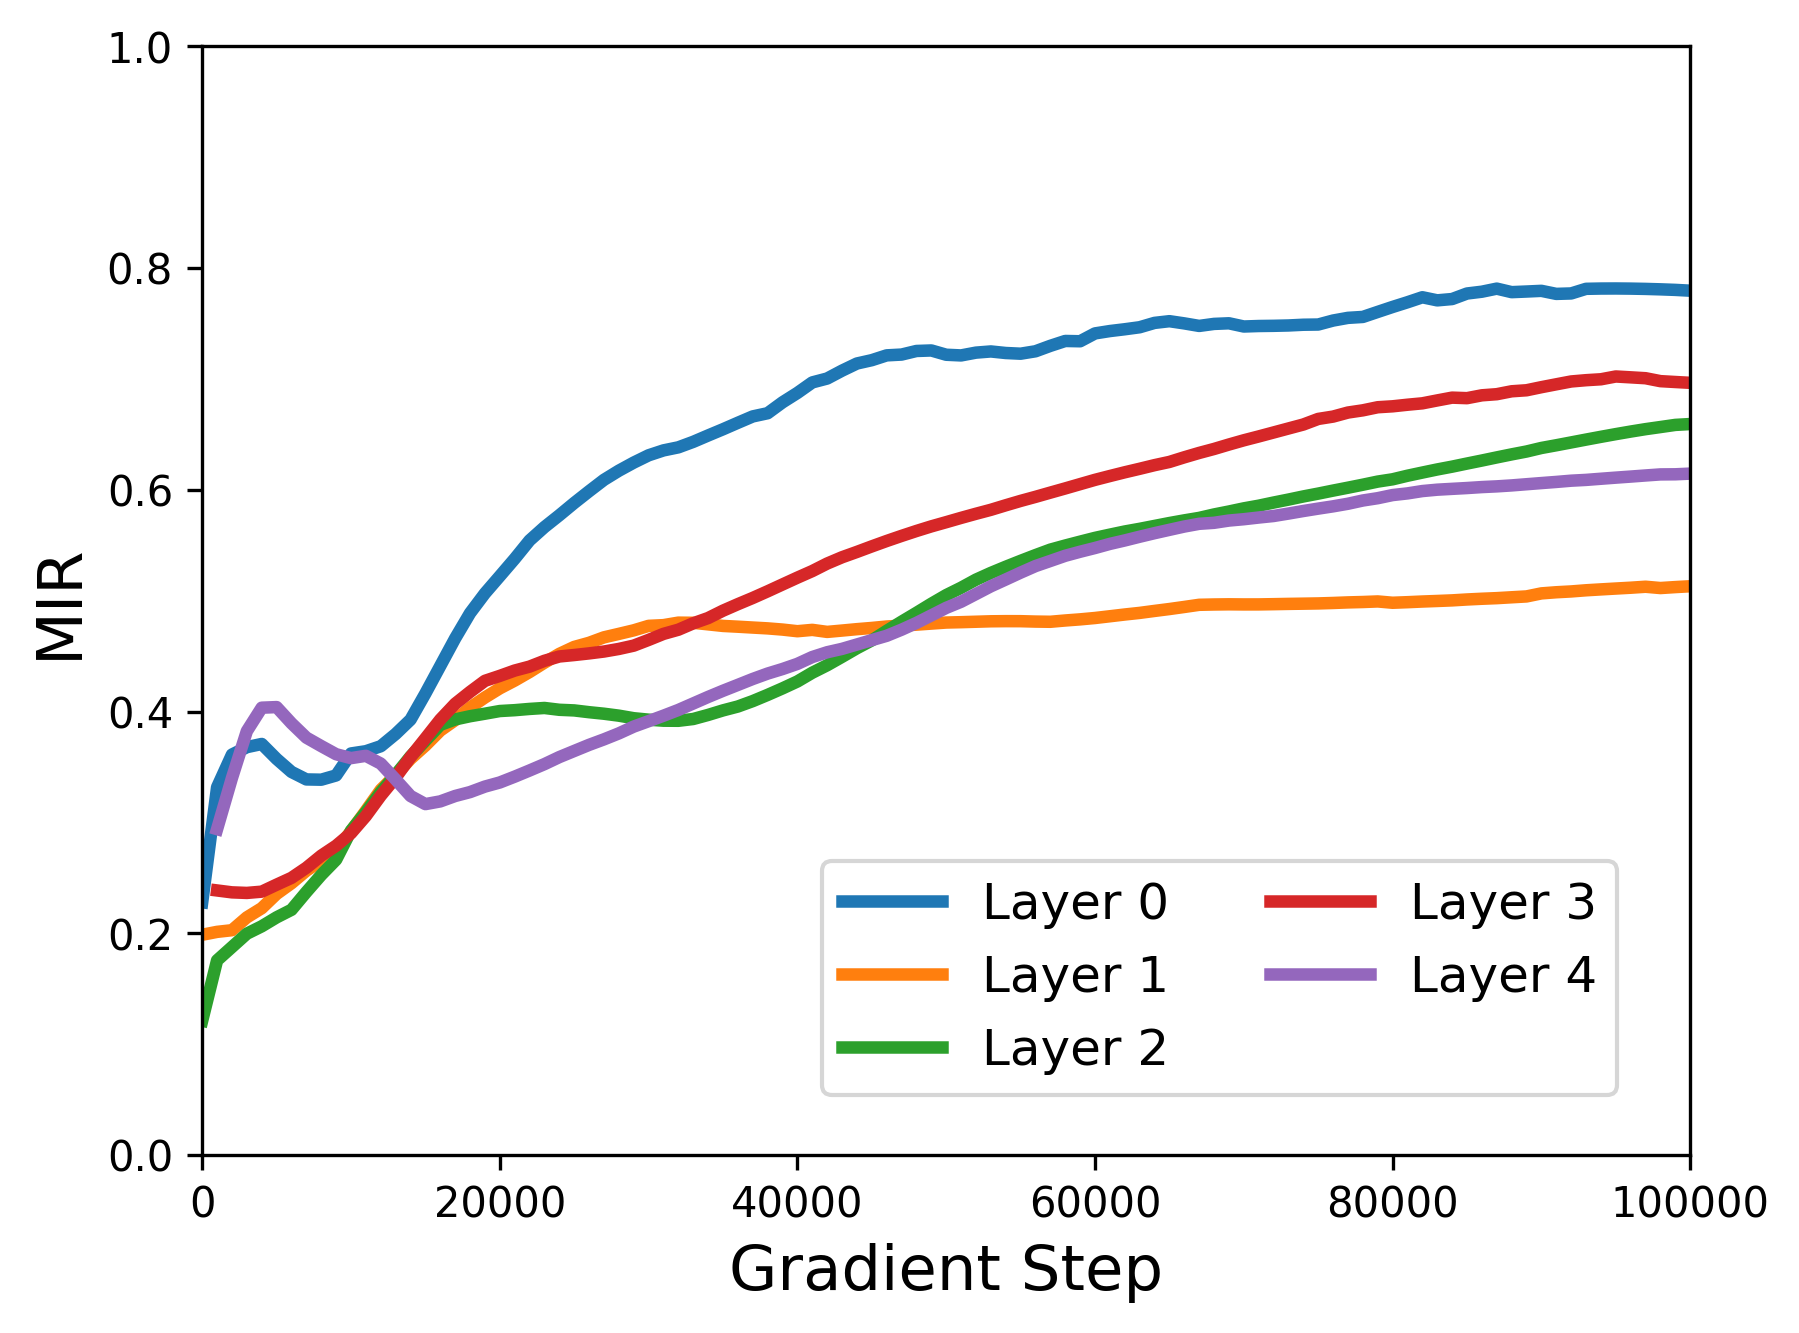 MIR
1.0
0.8
0.6
0.4
0.2
0.0
0 20000 40000 60000 80000 100000
Gradient Step
Layer 0
Layer 1
Layer 2
Layer 3
Layer 4